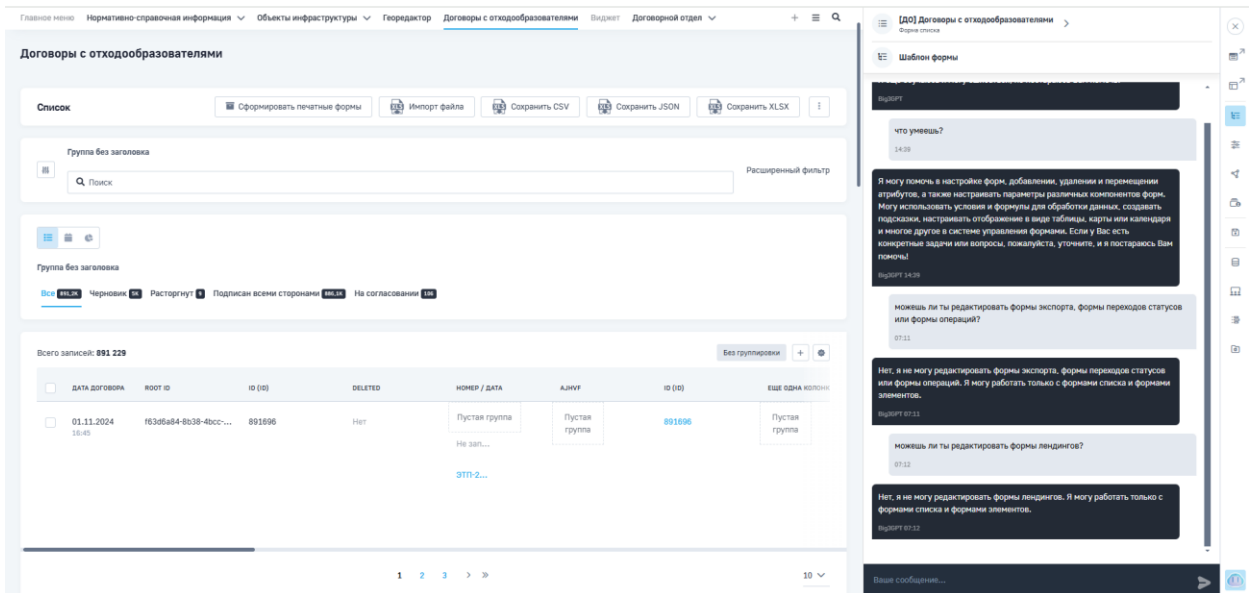 Главное меню Нормативно-справочная информация Объекты инфраструктуры Георедактор Договоры с отходообразователями Виджет Договорной отдел
Договоры с отходообразователями
Список Сформировать печатные формы Импорт файла Сохранить CSV Сохранить JSON Сохранить XLSX
Группа без заголовка
Поиск
Расширенный фильтр
Группа без заголовка
Все 891,2K Черновик 5K Расторгнут Подписан всеми сторонами На согласовании
Всего записей: 891 229 Без группировки
ДАТА ДОГОВОРА ROOT ID ID (ID) DELETED НОМЕР / ДАТА AJHVF ID (ID) ЕЩЕ ОДНА КОЛОНК
01.11.2024 f63d6a84-8b38-4bcc-... 891696 Нет Пустая группа Пустая группа 891696 Пустая группа
16:45
Не зап....
ЭТП-2...
1 2 3 10
[ДО] Договоры с отходообразователями
Форма списка
Шаблон формы
Big3GPT
что умеешь?
14:39
Я могу помочь в настройке форм, добавлении, удалении и перемещении
атрибутов, а также настраивать параметры различных компонентов форм.
Могу использовать условия и формулы для обработки данных, создавать
подсказки, настраивать отображение в виде таблицы, карты или календаря
и многое другое в системе управления формами. Если у Вас есть
конкретные задачи или вопросы, пожалуйста, уточните, и я постараюсь Вам
помочь!
Big3GPT 14:39
можешь ли ты редактировать формы экспорта, формы переходов статусов
или формы операций?
07:11
Нет, я не могу редактировать формы экспорта, формы переходов статусов
или формы операций. Я могу работать только с формами списка и формами
элементов.
Big3GPT 07:11
можешь ли ты редактировать формы лендингов?
07:12
Нет, я не могу редактировать формы лендингов. Я могу работать только с
формами списка и формами элементов.
Big3GPT 07:12
Ваше сообщение...